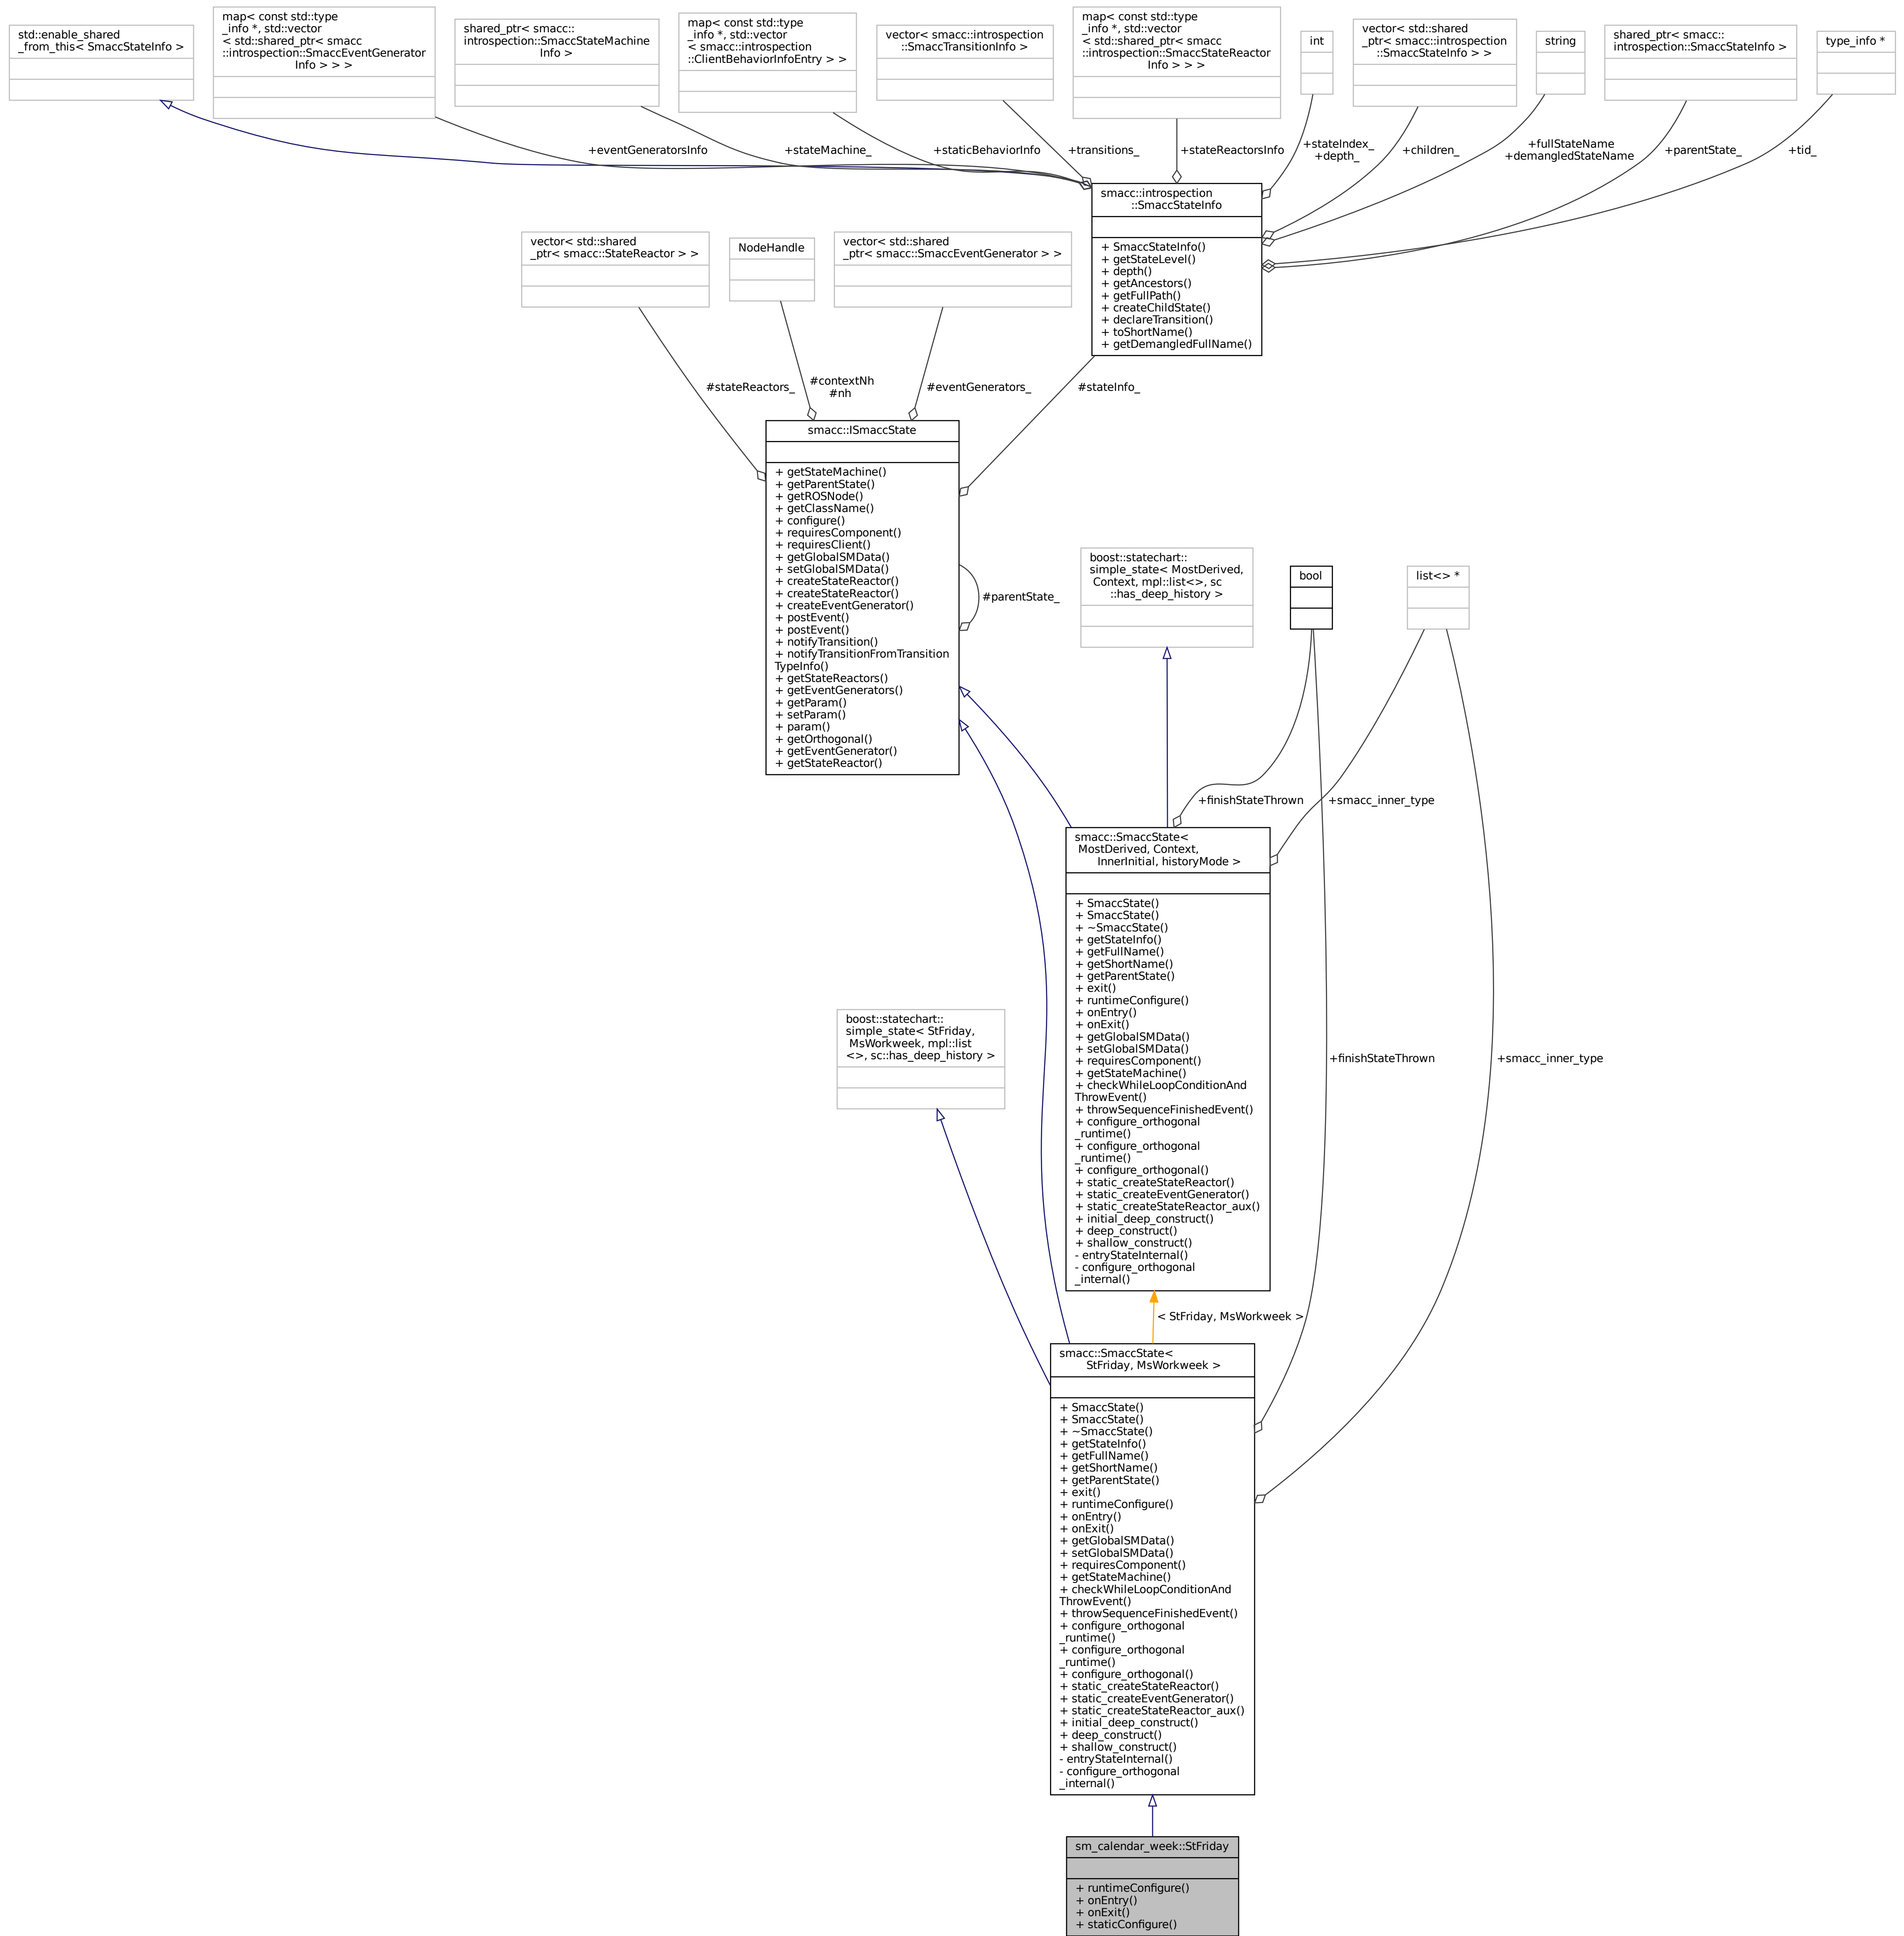 std::enable_shared
_from_this< SmaccStateInfo >
map< const std::type
_info *, std::vector
< std::shared_ptr< smacc
::introspection::SmaccEventGenerator
Info > > >
shared_ptr< smacc::
introspection::SmaccStateMachine
Info >
map< const std::type
_info *, std::vector
< smacc::introspection
::ClientBehaviorInfoEntry > >
vector< smacc::introspection
::SmaccTransitionInfo >
map< const std::type
_info *, std::vector
< std::shared_ptr< smacc
::introspection::SmaccStateReactor
Info > > >
int
vector< std::shared
_ptr< smacc::introspection
::SmaccStateInfo > >
string
shared_ptr< smacc::
introspection::SmaccStateInfo >
type_info *
+eventGeneratorsInfo
+stateMachine_
+staticBehaviorInfo
+transitions_
+stateReactorsInfo
+stateIndex_
+depth_
+children_
+fullStateName
+demangledStateName
+parentState_
+tid_
smacc::introspection
::SmaccStateInfo
+ SmaccStateInfo()
+ getStateLevel()
+ depth()
+ getAncestors()
+ getFullPath()
+ createChildState()
+ declareTransition()
+ toShortName()
+ getDemangledFullName()
vector< std::shared
_ptr< smacc::StateReactor > >
NodeHandle
vector< std::shared
_ptr< smacc::SmaccEventGenerator > >
#stateReactors_
#contextNh
#nh
#eventGenerators_
#stateInfo_
smacc::ISmaccState
+ getStateMachine()
+ getParentState()
+ getROSNode()
+ getClassName()
+ configure()
+ requiresComponent()
+ requiresClient()
+ getGlobalSMData()
+ setGlobalSMData()
+ createStateReactor()
+ createStateReactor()
+ createEventGenerator()
+ postEvent()
+ postEvent()
+ notifyTransition()
+ notifyTransitionFromTransition
TypeInfo()
+ getStateReactors()
+ getEventGenerators()
+ getParam()
+ setParam()
+ param()
+ getOrthogonal()
+ getEventGenerator()
+ getStateReactor()
#parentState_
boost::statechart::
simple_state< MostDerived,
Context, mpl::list<>, sc
::has_deep_history >
bool
list<> *
+finishStateThrown
+smacc_inner_type
smacc::SmaccState<
MostDerived, Context,
InnerInitial, historyMode >
+ SmaccState()
+ SmaccState()
+ ~SmaccState()
+ getStateInfo()
+ getFullName()
+ getShortName()
+ getParentState()
+ exit()
+ runtimeConfigure()
+ onEntry()
+ onExit()
+ getGlobalSMData()
+ setGlobalSMData()
+ requiresComponent()
+ getStateMachine()
+ checkWhileLoopConditionAnd
ThrowEvent()
+ throwSequenceFinishedEvent()
+ configure_orthogonal
_runtime()
+ configure_orthogonal
_runtime()
+ configure_orthogonal()
+ static_createStateReactor()
+ static_createEventGenerator()
+ static_createStateReactor_aux()
+ initial_deep_construct()
+ deep_construct()
+ shallow_construct()
- entryStateInternal()
- configure_orthogonal
_internal()
boost::statechart::
simple_state< StFriday,
MsWorkweek, mpl::list
<>, sc::has_deep_history >
+finishStateThrown
+smacc_inner_type
< StFriday, MsWorkweek >
smacc::SmaccState<
StFriday, MsWorkweek >
+ SmaccState()
+ SmaccState()
+ ~SmaccState()
+ getStateInfo()
+ getFullName()
+ getShortName()
+ getParentState()
+ exit()
+ runtimeConfigure()
+ onEntry()
+ onExit()
+ getGlobalSMData()
+ setGlobalSMData()
+ requiresComponent()
+ getStateMachine()
+ checkWhileLoopConditionAnd
ThrowEvent()
+ throwSequenceFinishedEvent()
+ configure_orthogonal
_runtime()
+ configure_orthogonal
_runtime()
+ configure_orthogonal()
+ static_createStateReactor()
+ static_createEventGenerator()
+ static_createStateReactor_aux()
+ initial_deep_construct()
+ deep_construct()
+ shallow_construct()
- entryStateInternal()
- configure_orthogonal
_internal()
sm_calendar_week::StFriday
+ runtimeConfigure()
+ onEntry()
+ onExit()
+ staticConfigure()